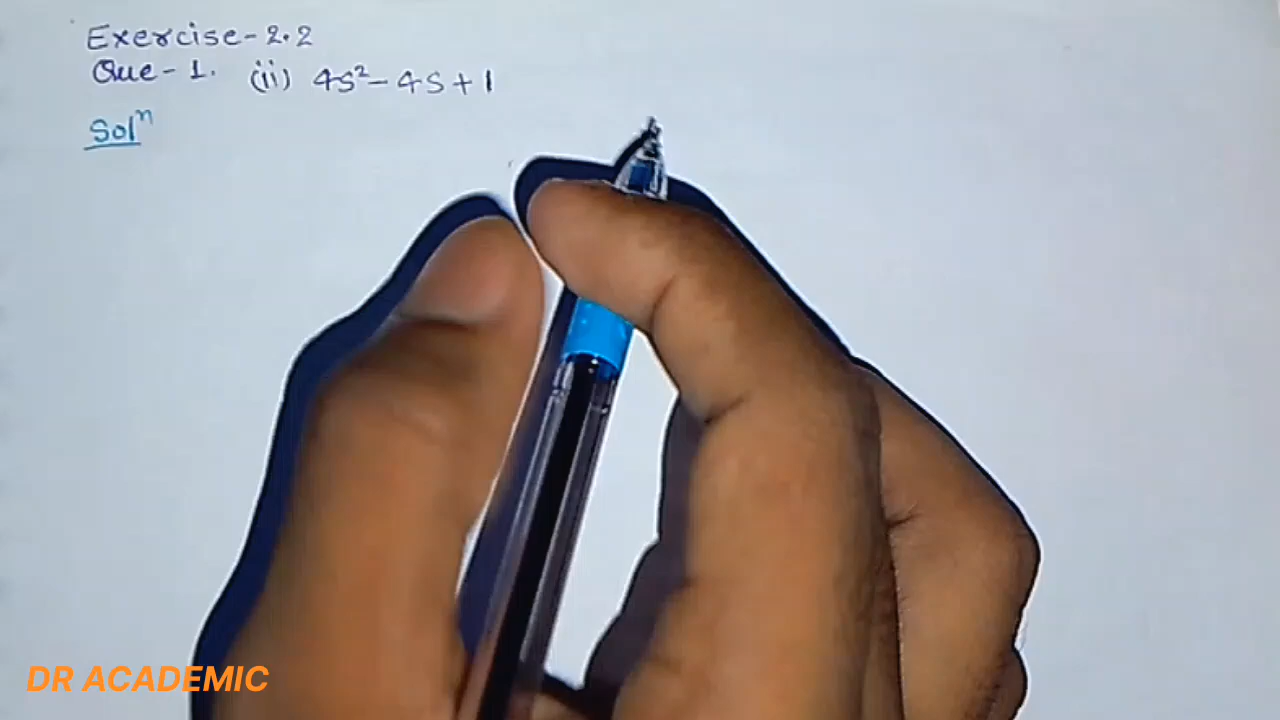 Exercise-2.2
Que-1. (ii) 4s²-4s+1
Solⁿ
DR ACADEMIC